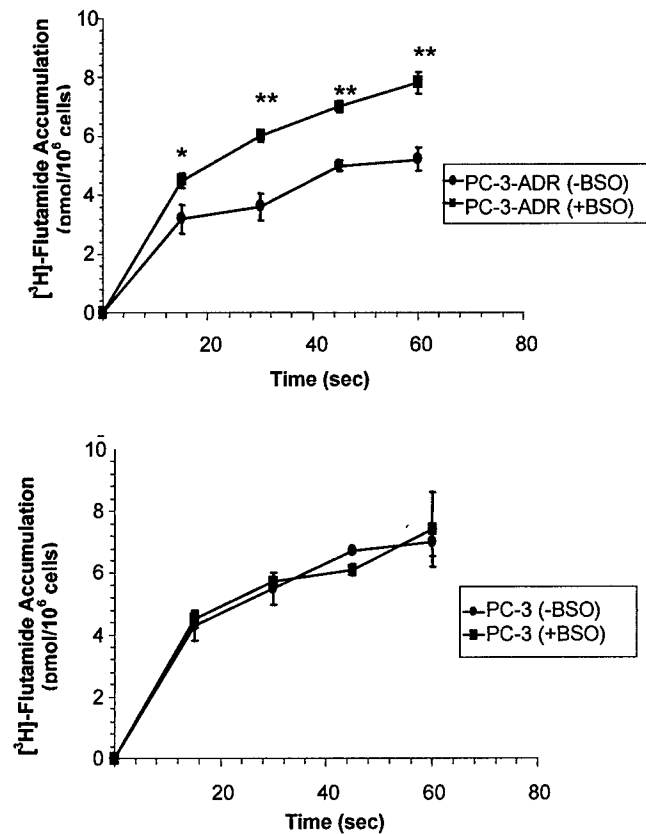 [³H]-Flutamide Accumulation
(pmol/10⁶ cells)
10
8
6
4
2
0
*
**
**
**
20
40
60
80
Time (sec)
PC-3-ADR (-BSO)
PC-3-ADR (+BSO)
[³H]-Flutamide Accumulation
(pmol/10⁶ cells)
10
8
6
4
2
0
20
40
60
80
Time (sec)
PC-3 (-BSO)
PC-3 (+BSO)